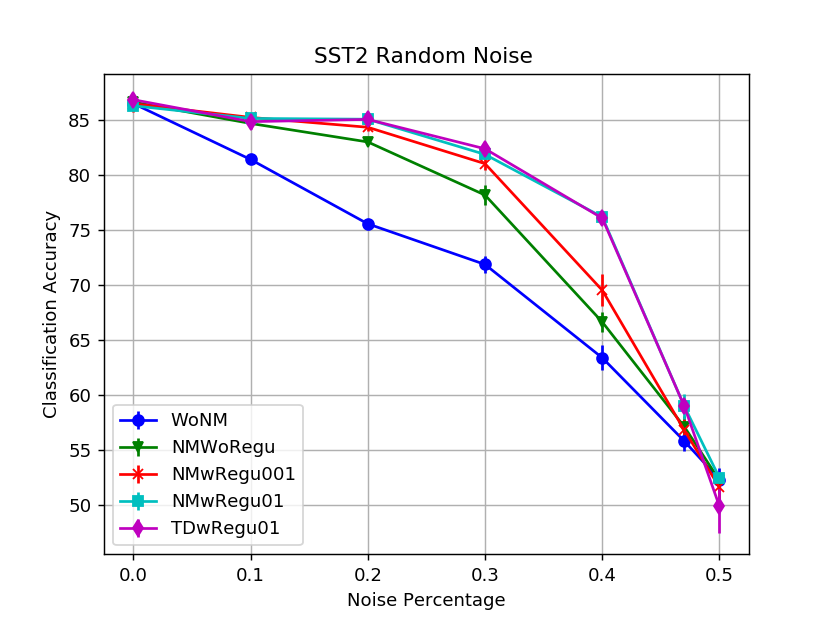 SST2 Random Noise
Classification Accuracy
85
80
75
70
65
60
55
50
WoNM
NMWoRegu
NMwRegu001
NMwRegu01
TDwRegu01
0.0 0.1 0.2 0.3 0.4 0.5
Noise Percentage